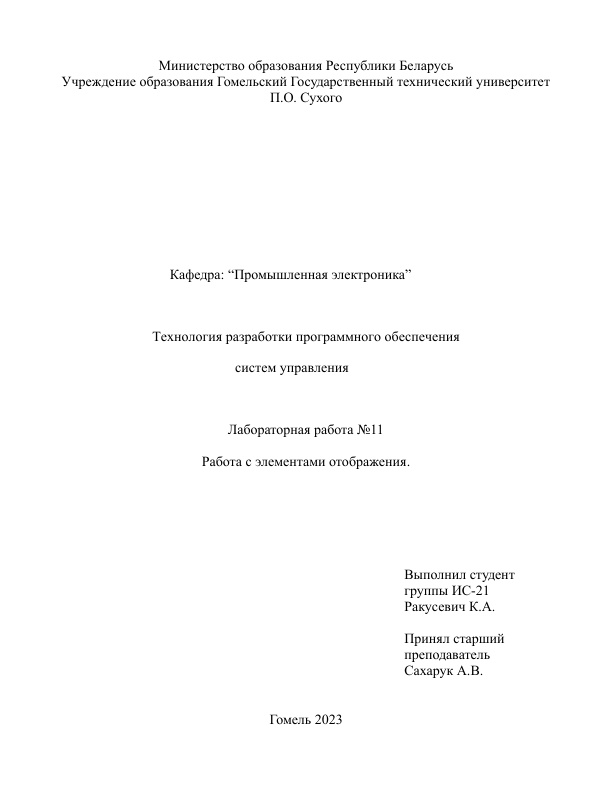 Министерство образования Республики Беларусь
Учреждение образования Гомельский Государственный технический университет
П.О. Сухого
Кафедра: “Промышленная электроника”
Технология разработки программного обеспечения
систем управления
Лабораторная работа №11
Работа с элементами отображения.
Выполнил студент
группы ИС-21
Ракусевич К.А.
Принял старший
преподаватель
Сахарук А.В.
Гомель 2023